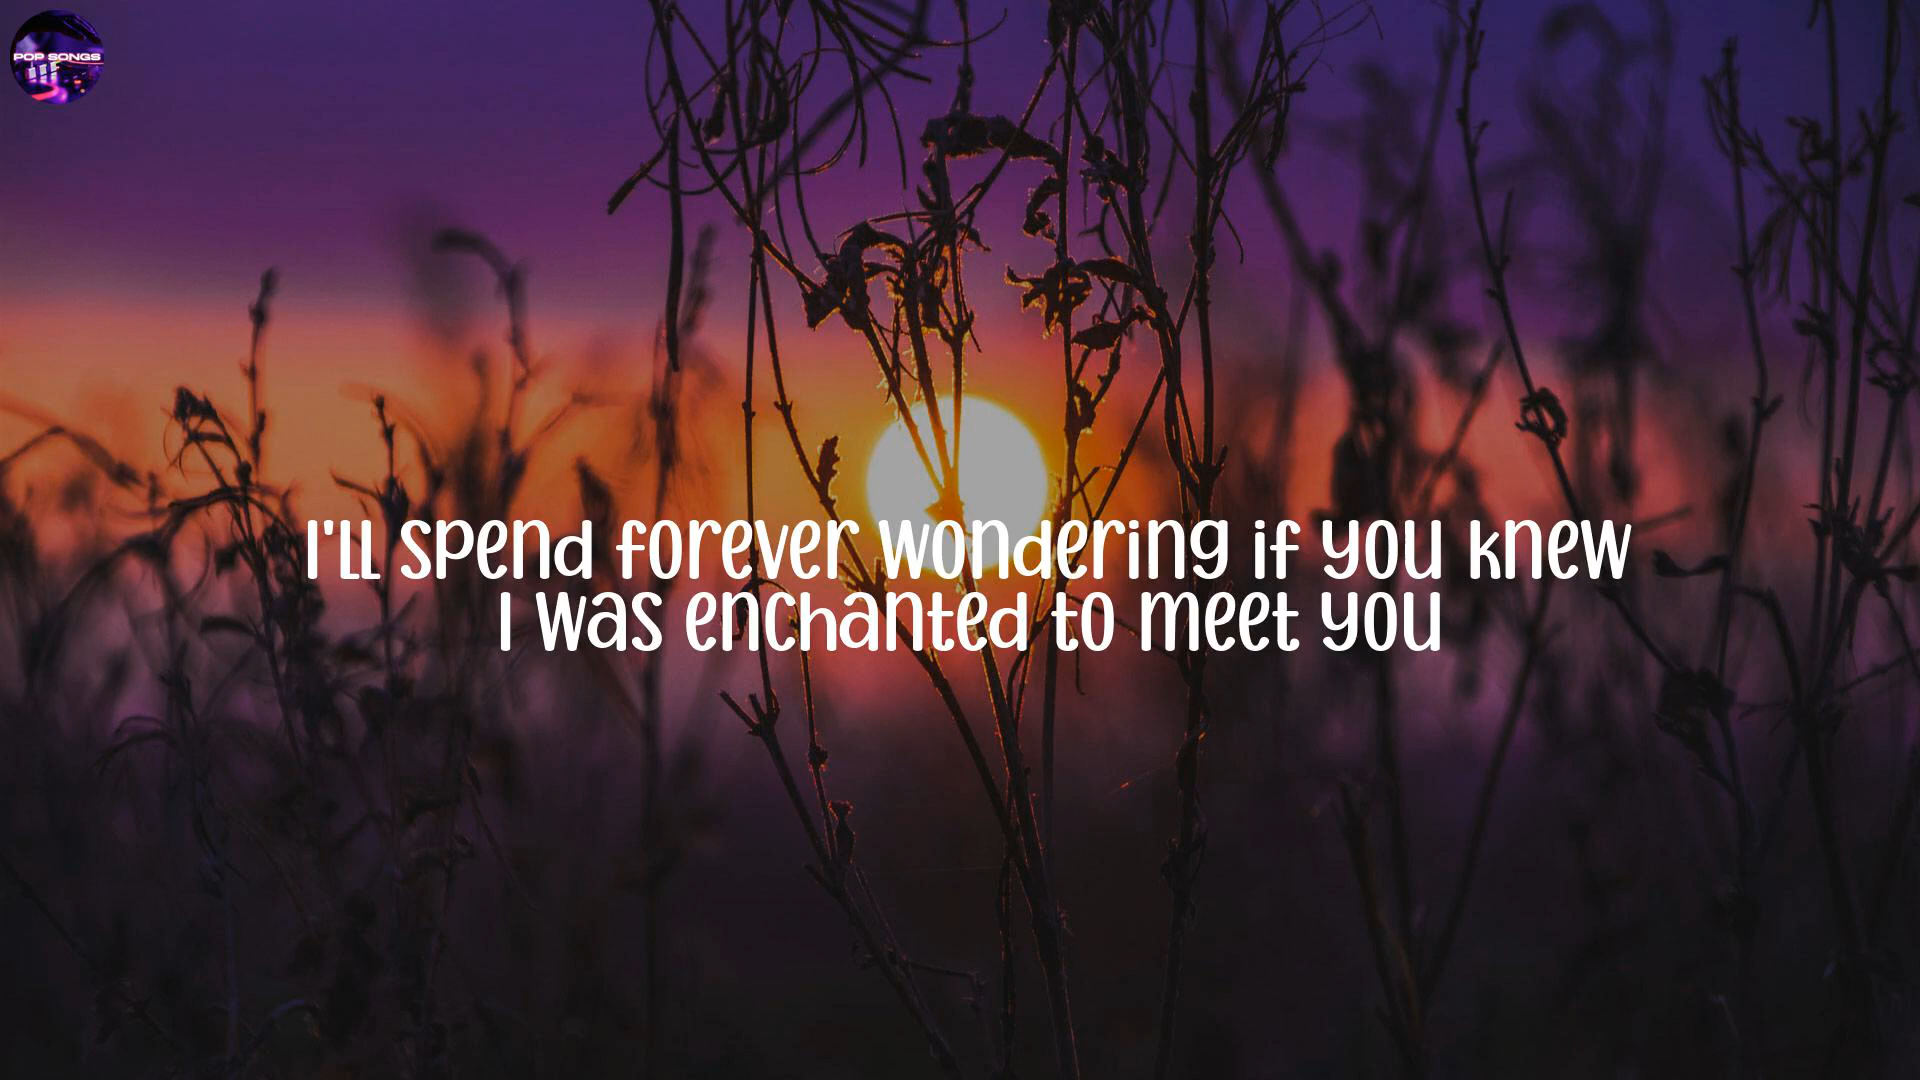 POP SONGS
I'll spend forever wondering if you knew
I was enchanted to meet you